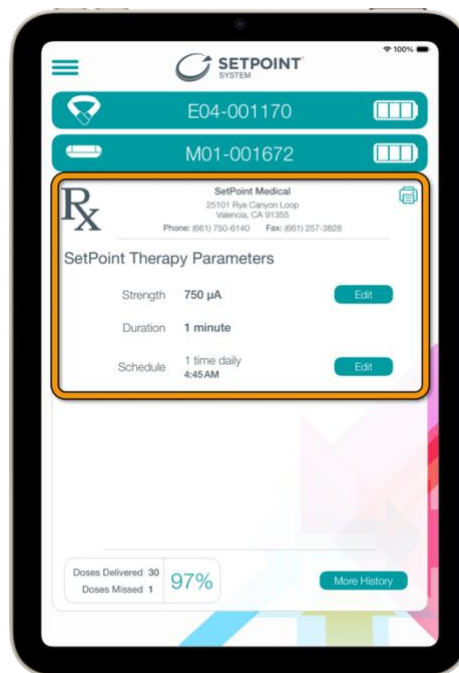 100%
SETPOINT
SYSTEM
E04-001170
M01-001672
Rx
SetPoint Medical
25101 Rye Canyon Loop
Valencia, CA 91355
Phone: (661) 750-6140 Fax: (661) 257-3828
SetPoint Therapy Parameters
Strength 750 µA Edit
Duration 1 minute
Schedule 1 time daily Edit
4:45 AM
Doses Delivered 30
Doses Missed 1
97%
More History